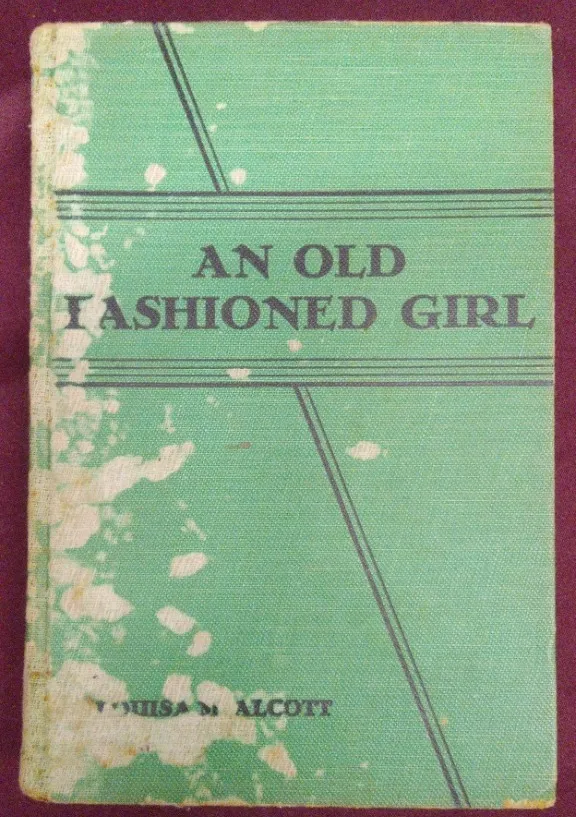 AN OLD
FASHIONED GIRL
LOUISA M ALCOTT